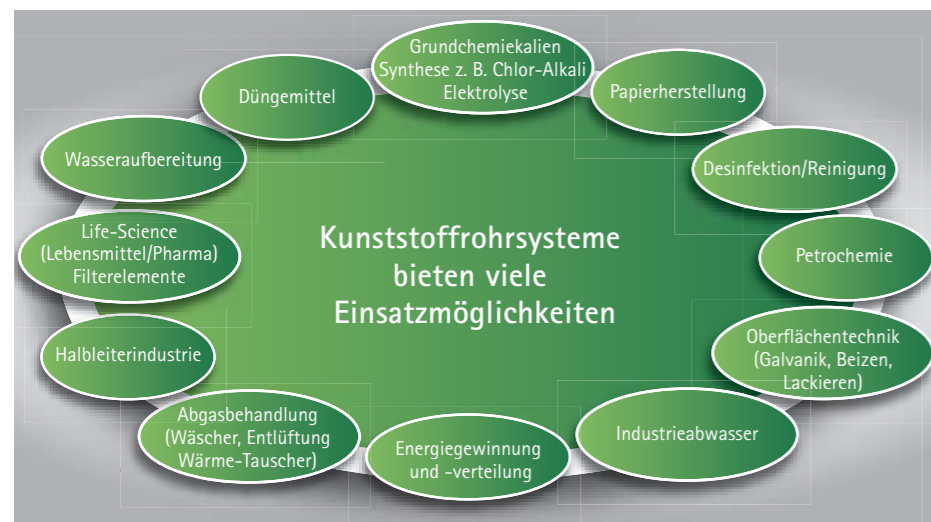 Grundchemiekalien
Synthese z. B. Chlor-Alkali
Elektrolyse
Düngemittel
Papierherstellung
Wasseraufbereitung
Desinfektion/Reinigung
Life-Science
(Lebensmittel/Pharma)
Filterelemente
Kunststoffrohrsysteme
bieten viele
Einsatzmöglichkeiten
Petrochemie
Halbleiterindustrie
Oberflächentechnik
(Galvanik, Beizen,
Lackieren)
Abgasbehandlung
(Wäscher, Entlüftung
Wärme-Tauscher)
Energiegewinnung
und -verteilung
Industrieabwasser